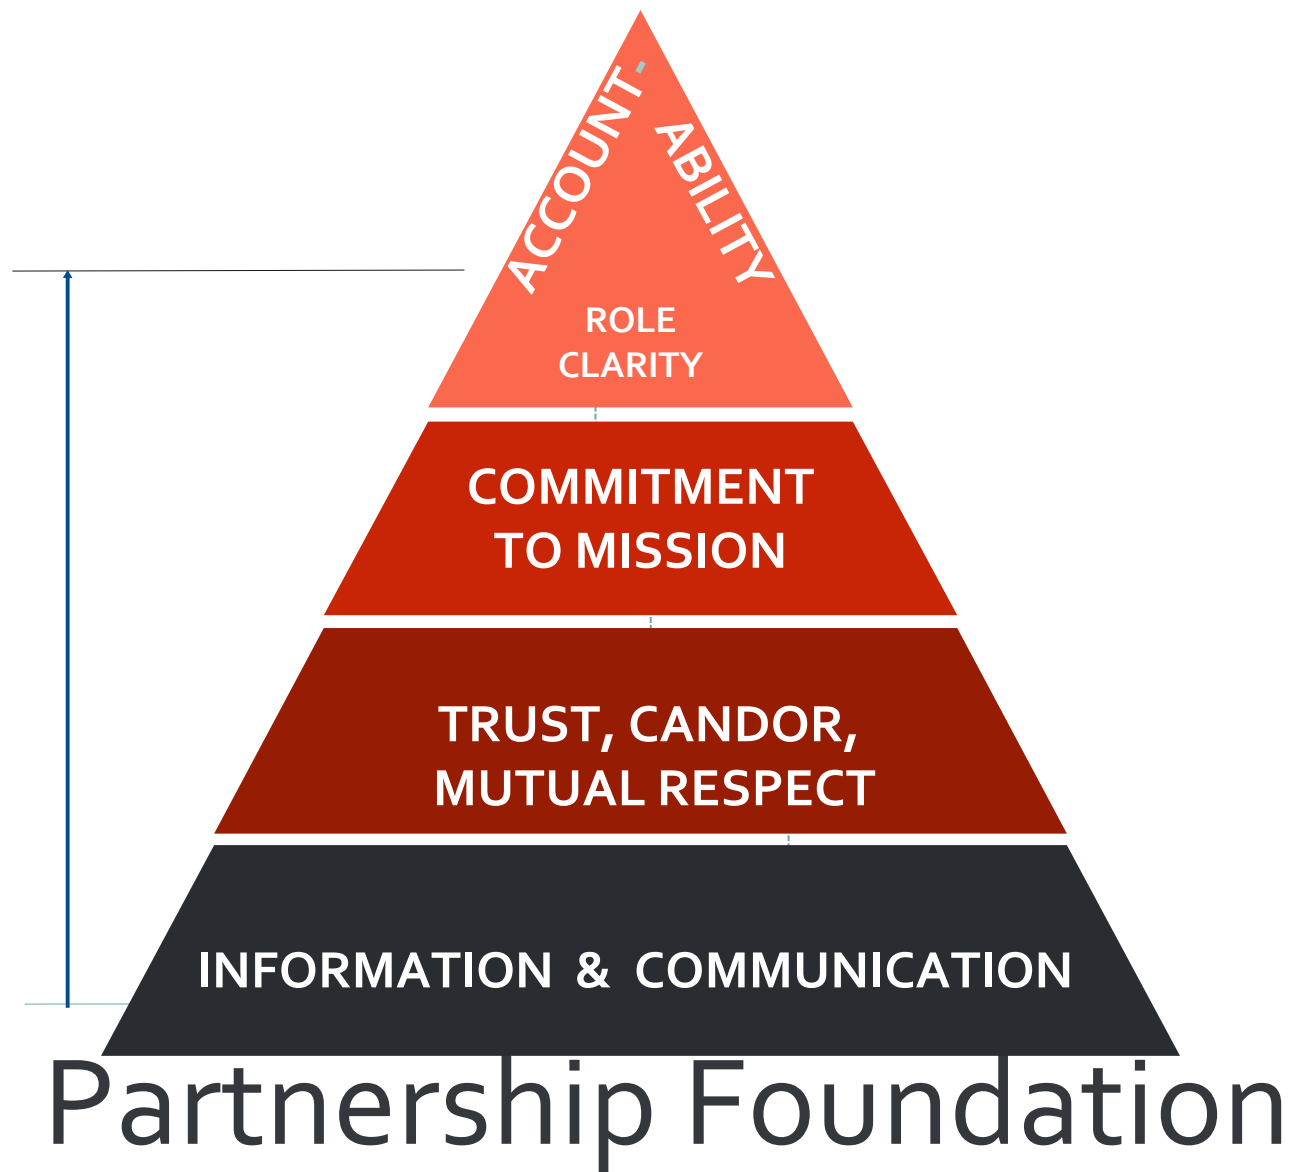 ACCOUNT-
ABILITY
ROLE
CLARITY
COMMITMENT
TO MISSION
TRUST, CANDOR,
MUTUAL RESPECT
INFORMATION & COMMUNICATION
Partnership Foundation